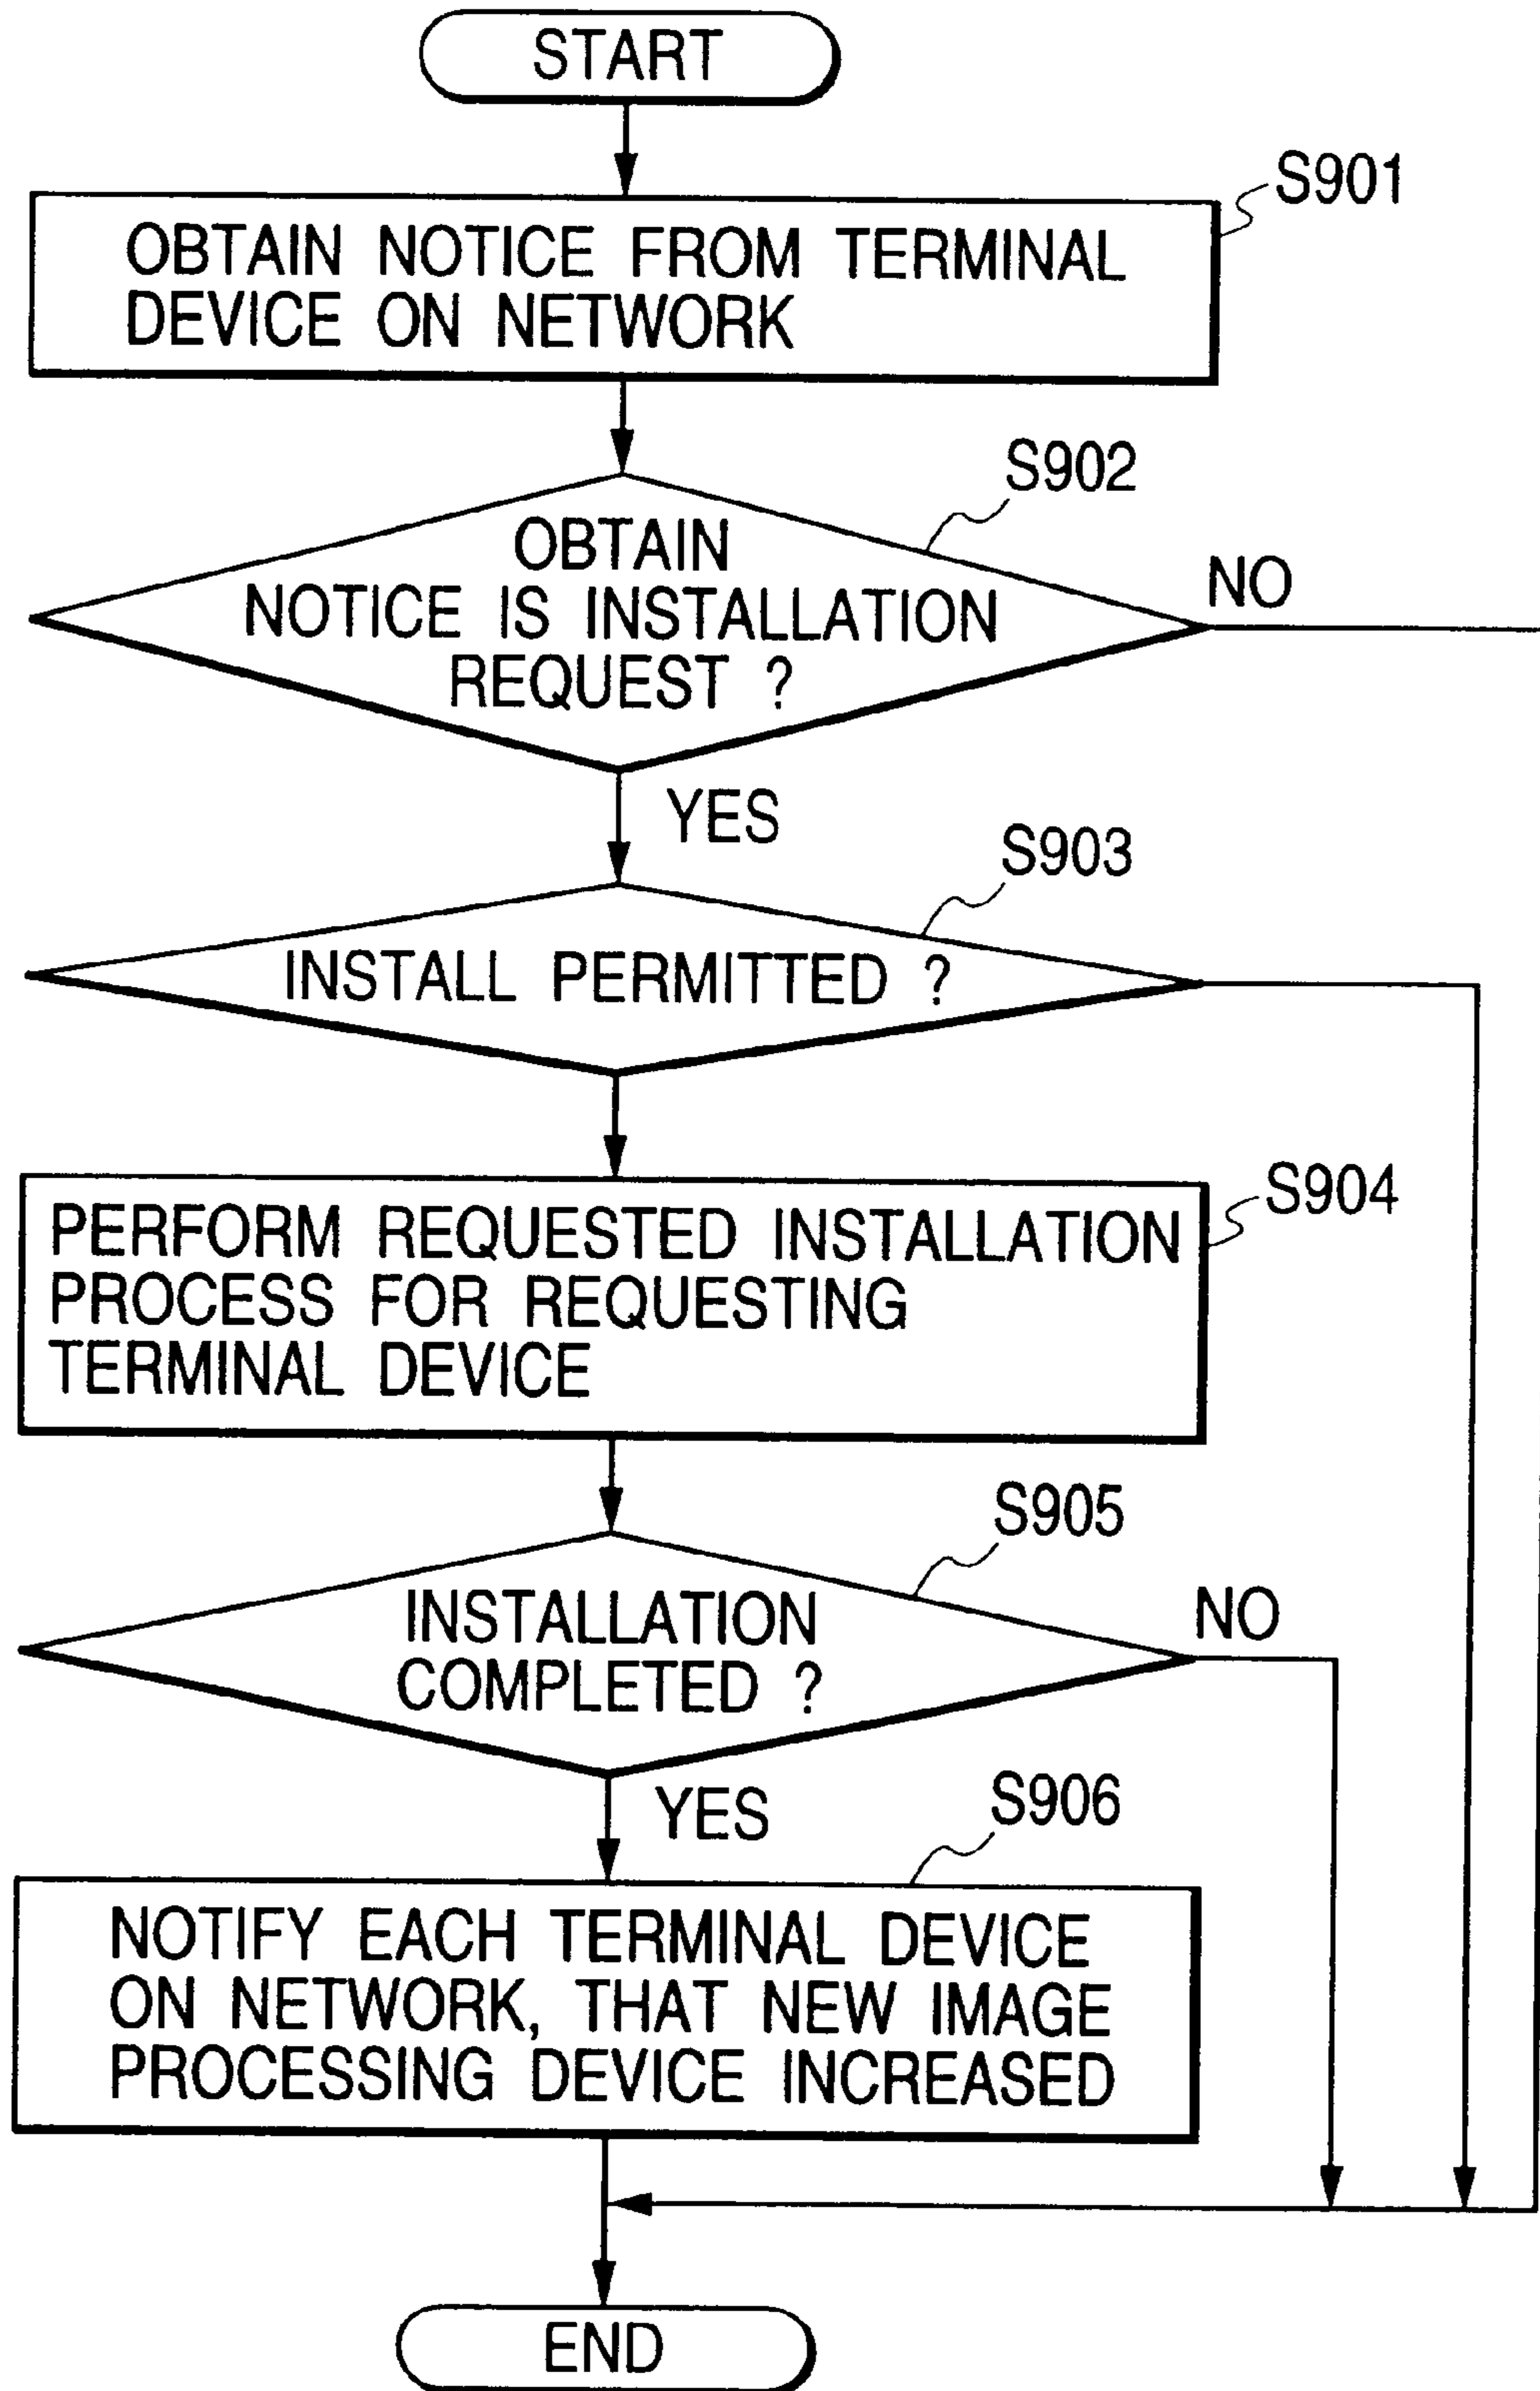 START
S901
OBTAIN NOTICE FROM TERMINAL
DEVICE ON NETWORK
S902
OBTAIN
NOTICE IS INSTALLATION
REQUEST ?
NO
YES
S903
INSTALL PERMITTED ?
S904
PERFORM REQUESTED INSTALLATION
PROCESS FOR REQUESTING
TERMINAL DEVICE
S905
INSTALLATION
COMPLETED ?
NO
YES
S906
NOTIFY EACH TERMINAL DEVICE
ON NETWORK, THAT NEW IMAGE
PROCESSING DEVICE INCREASED
END